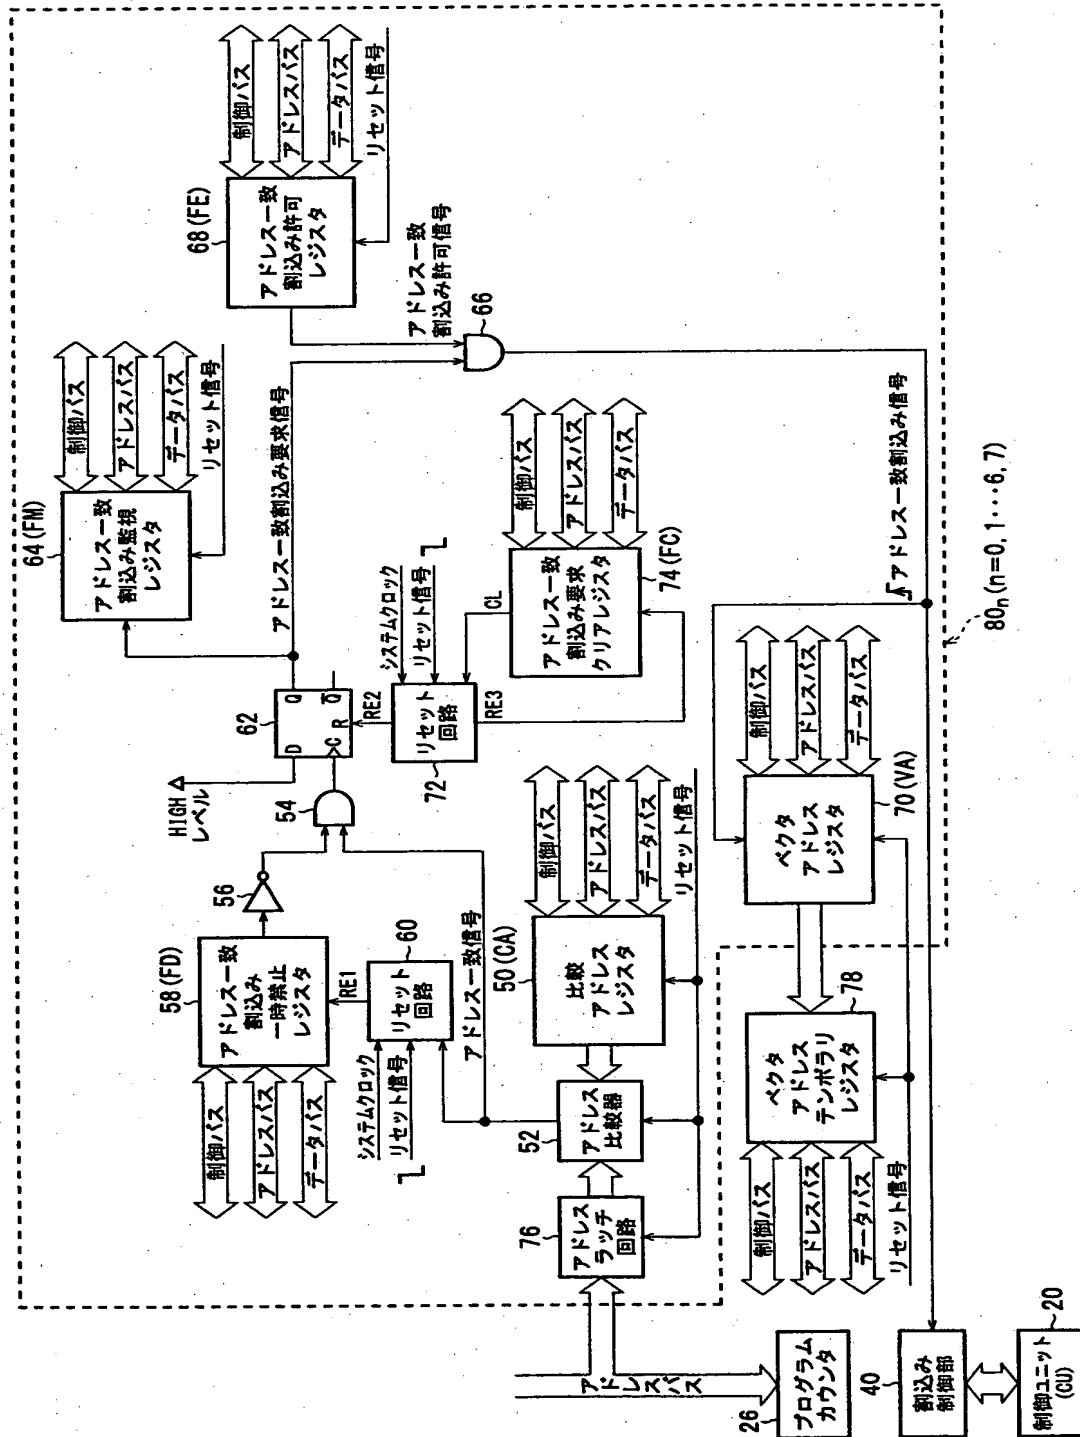 64(FM)
アドレス一致
割込み監視
レジスタ
制御バス
アドレスバス
データバス
リセット信号
68(FE)
アドレス一致
割込み許可
レジスタ
制御バス
アドレスバス
データバス
リセット信号
アドレス一致割込み要求信号
アドレス一致
割込み許可信号
66
HIGH
レベル
62
D
Q
C
R
Q
54
56
58(FD)
アドレス一致
割込み
一時禁止
レジスタ
制御バス
アドレスバス
データバス
RE1
60
リセット
回路
システムクロック
リセット信号
アドレス一致信号
RE2
72
リセット
回路
システムクロック
リセット信号
CL
RE3
アドレス一致
割込み要求
クリアレジスタ
74(FC)
制御バス
アドレスバス
データバス
50(CA)
比較
アドレス
レジスタ
制御バス
アドレスバス
データバス
リセット信号
52
アドレス
比較器
76
アドレス
ラッチ
回路
アドレスバス
アドレス一致割込み信号
70(VA)
ベクタ
アドレス
レジスタ
制御バス
アドレスバス
データバス
78
ベクタ
アドレス
テンポラリ
レジスタ
制御バス
アドレスバス
データバス
リセット信号
80n(n=0,1・・・6,7)
26
プログラム
カウンタ
40
割込み
制御部
20
制御ユニット
(CU)